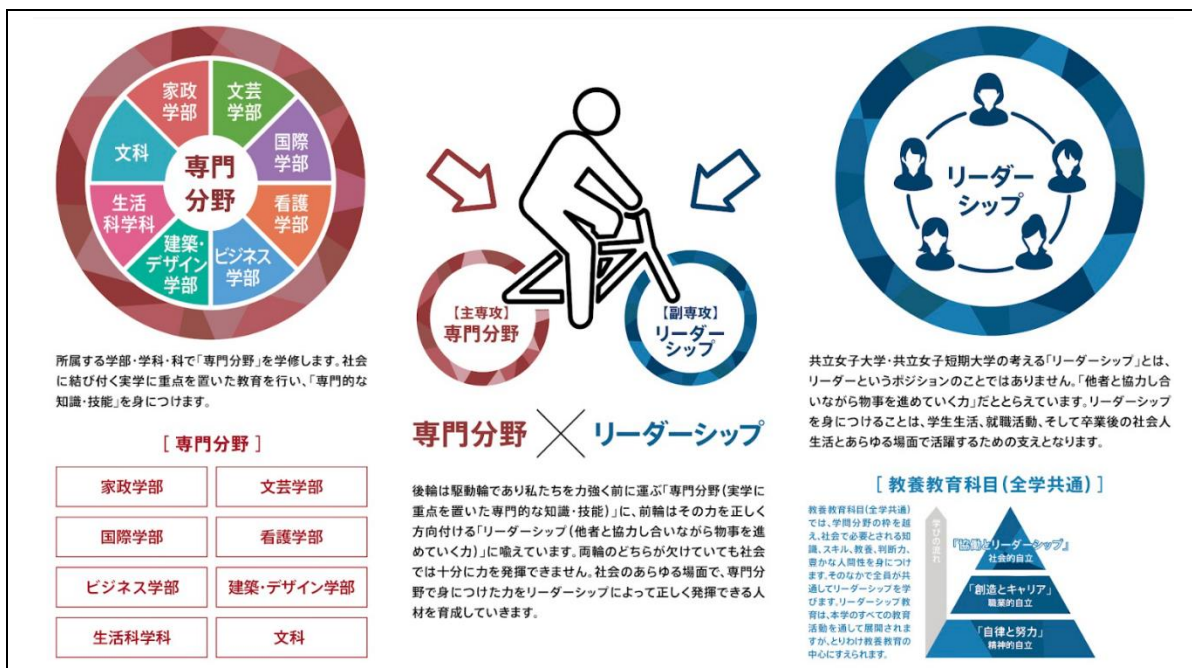 家政
学部
文芸
学部
国際
学部
看護
学部
ビジネス
学部
建築・
デザイン
学部
生活
科学科
文科
専門
分野
所属する学部・学科・科で「専門分野」を学修します。社会
に結び付く実学に重点を置いた教育を行い、「専門的な
知識・技能」を身につけます。
[ 専門分野 ]
家政学部
文芸学部
国際学部
看護学部
ビジネス学部
建築・デザイン学部
生活科学科
文科
【主専攻】
専門分野
【副専攻】
リーダー
シップ
専門分野 × リーダーシップ
後輪は駆動輪であり私たちを力強く前に運ぶ「専門分野(実学に
重点を置いた専門的な知識・技能)」に、前輪はその力を正しく
方向付ける「リーダーシップ(他者と協力し合いながら物事を進
めていく力)」に喩えています。両輪のどちらが欠けていても社会
では十分に力を発揮できません。社会のあらゆる場面で、専門分
野で身につけた力をリーダーシップによって正しく発揮できる人
材を育成していきます。
リーダー
シップ
共立女子大学・共立女子短期大学の考える「リーダーシップ」とは、
リーダーというポジションのことではありません。「他者と協力し合
いながら物事を進めていく力」だととらえています。リーダーシップ
を身につけることは、学生生活、就職活動、そして卒業後の社会人
生活とあらゆる場面で活躍するための支えとなります。
[ 教養教育科目(全学共通) ]
教養教育科目(全学共通)
では、学問分野の枠を越
え、社会で必要とされる知
識、スキル、教養、判断力、
豊かな人間性を身につけ
ます。そのなかで全員が共
通してリーダーシップを学
びます。リーダーシップ教
育は、本学のすべての教育
活動を通して展開されま
すが、とりわけ教養教育の
中心にすえられます。
学びの流れ
「協働とリーダーシップ」
社会的自立
「創造とキャリア」
職業的自立
「自律と努力」
精神的自立